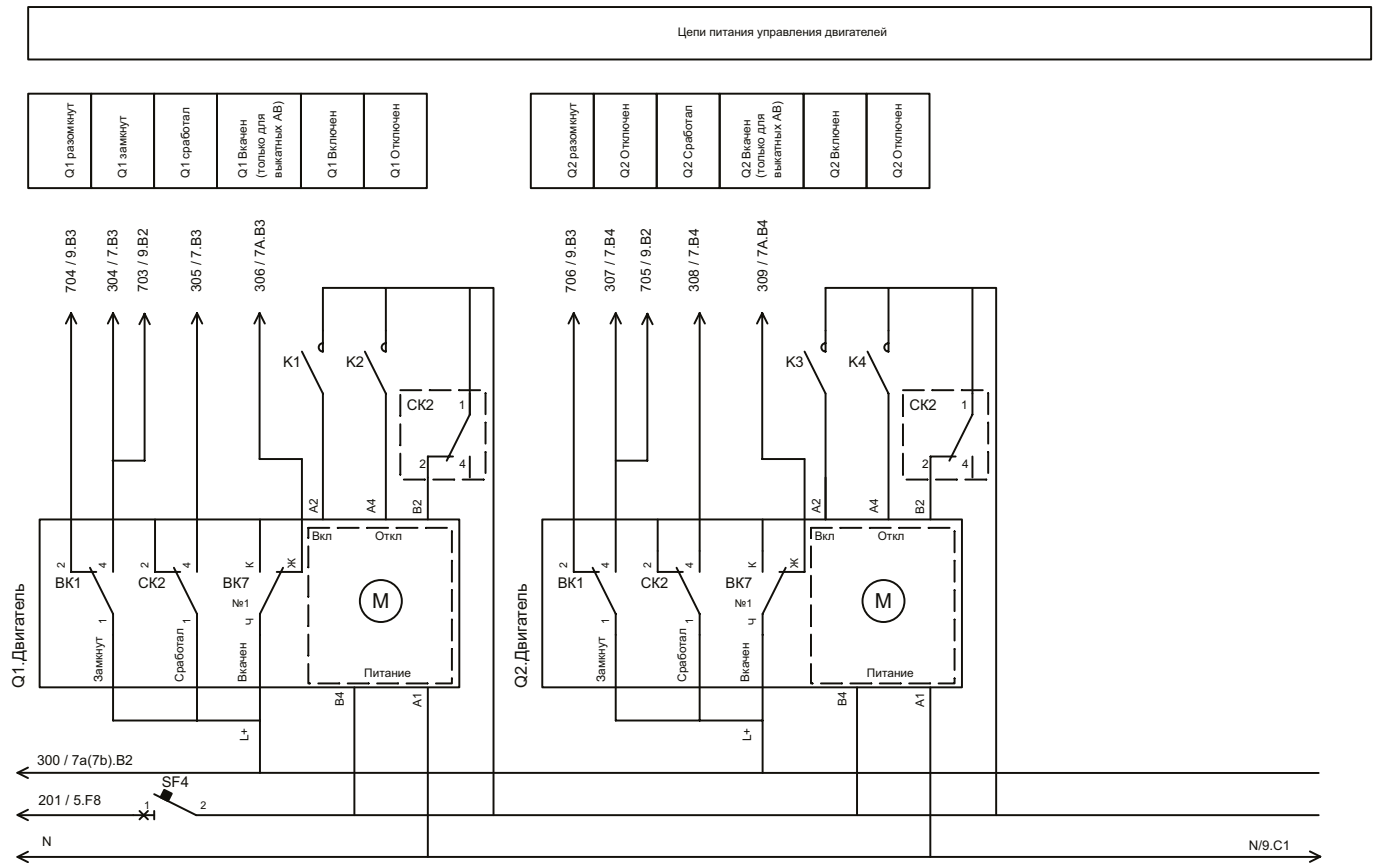 Цепи питания управления двигателей
Q1 разомкнут
Q1 замкнут
Q1 сработал
Q1 Вкачен
(только для
выкатных АВ)
Q1 Включен
Q1 Отключен
Q2 разомкнут
Q2 Отключен
Q2 Сработал
Q2 Вкачен
(только для
выкатных АВ)
Q2 Включен
Q2 Отключен
704 / 9.B3
304 / 7.B3
703 / 9.B2
305 / 7.B3
306 / 7A.B3
706 / 9.B3
307 / 7.B4
705 / 9.B2
308 / 7.B4
309 / 7A.B4
K1
K2
СК2
1
2
4
K3
K4
СК2
1
2
4
A2
A4
B2
A2
A4
B2
Q1.Двигатель
2
4
ВК1
1
Замкнут
2
4
СК2
1
Сработал
К
Ж
ВК7
№1
Ч
Вкачен
Вкл
Откл
M
Питание
Q2.Двигатель
2
4
ВК1
1
Замкнут
2
4
СК2
1
Сработал
К
Ж
ВК7
№1
Ч
Вкачен
Вкл
Откл
M
Питание
L+
B4
A1
L+
B4
A1
300 / 7a(7b).B2
SF4
201 / 5.F8
1
2
N
N/9.C1